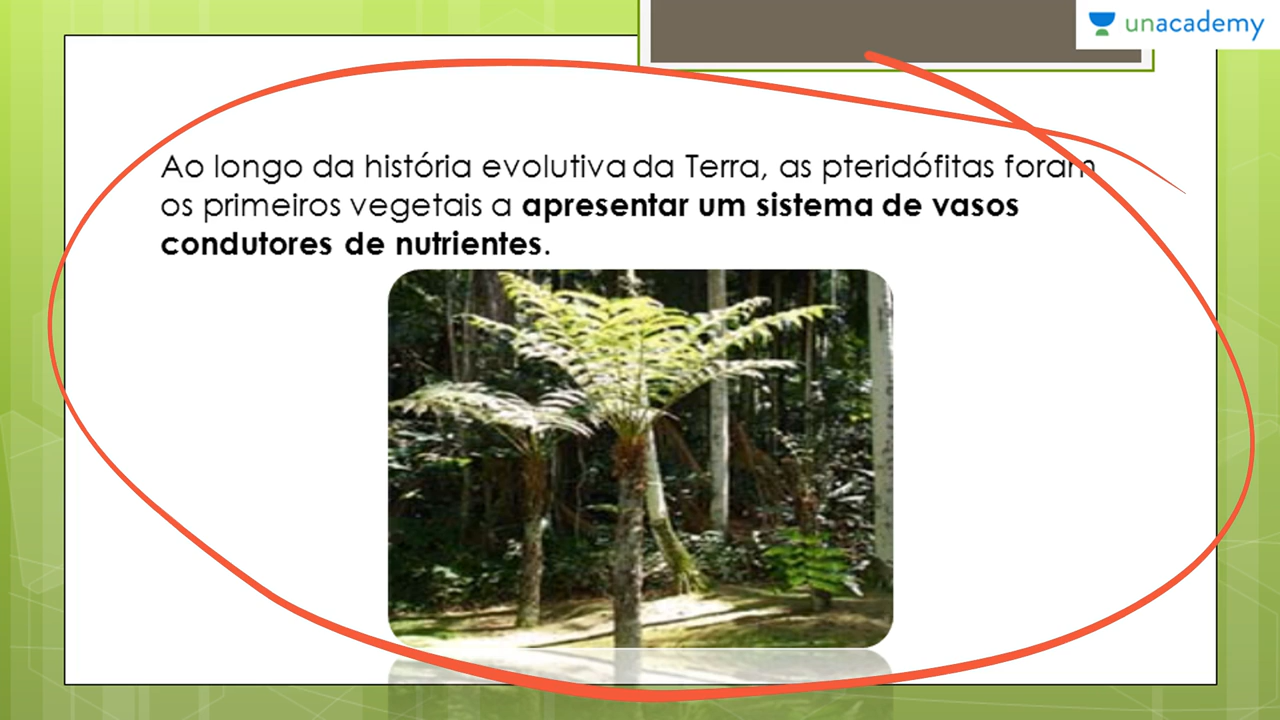 unacademy
Ao longo da história evolutiva da Terra, as pteridófitas foram
os primeiros vegetais a apresentar um sistema de vasos
condutores de nutrientes.